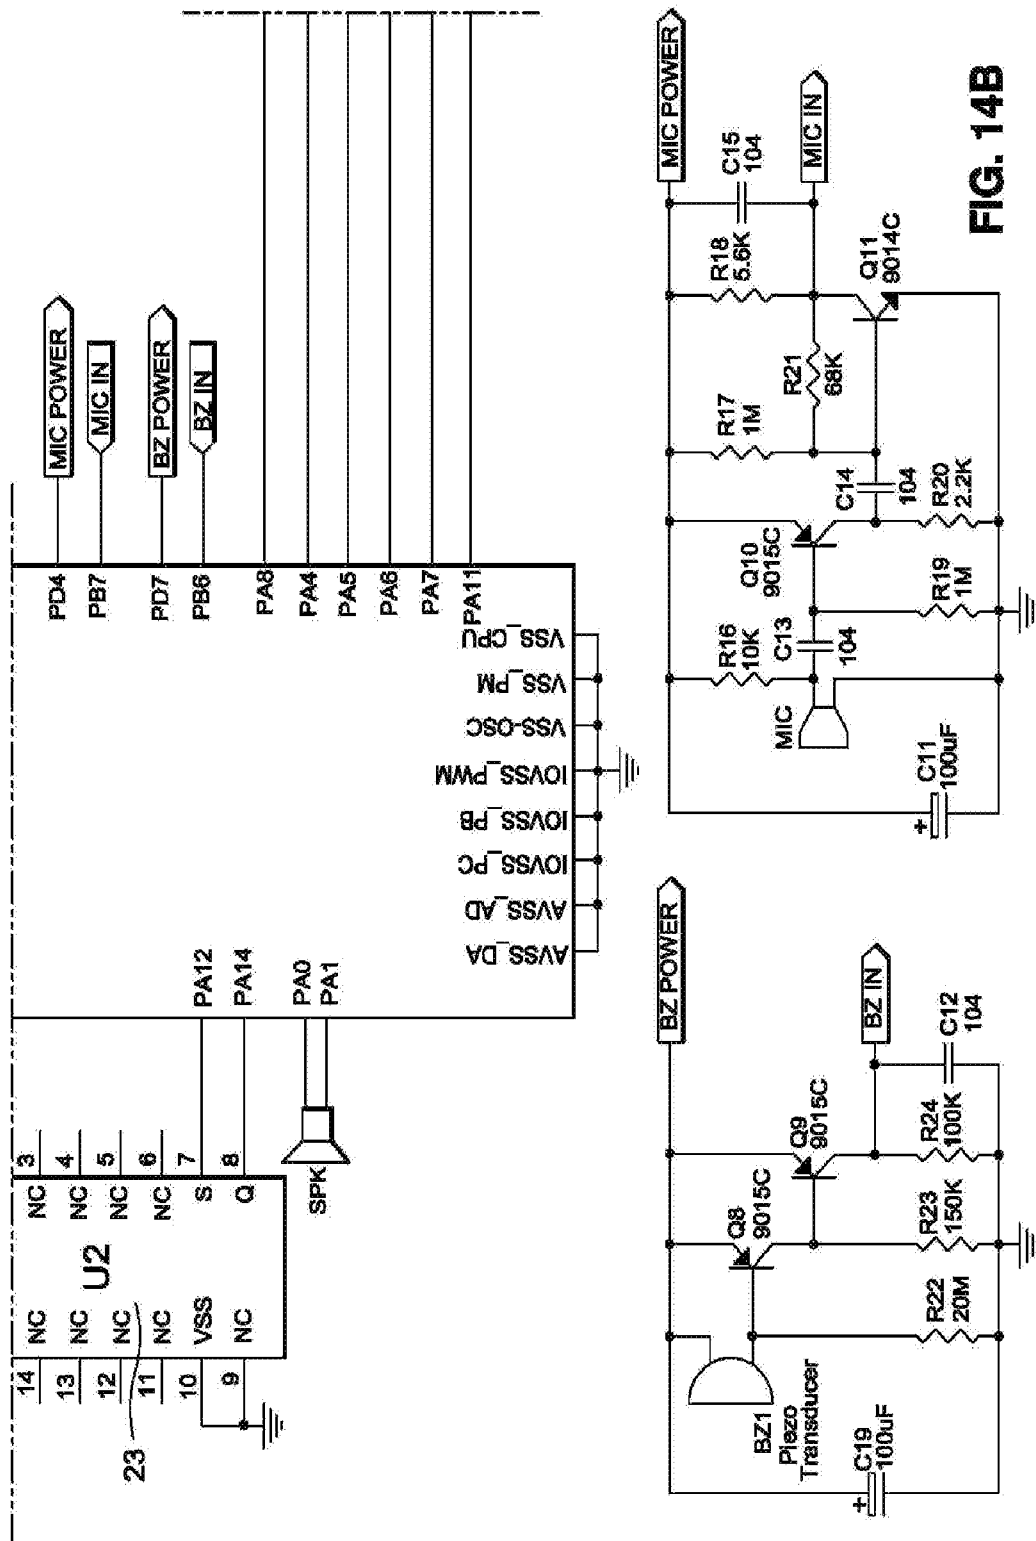 14
NC
NC
3
13
NC
NC
4
12
NC
NC
5
11
NC
NC
6
10
VSS
S
7
9
NC
Q
8
U2
23
SPK
PA12
PA14
PA0
PA1
PD4
PB7
PD7
PB6
PA8
PA4
PA5
PA6
PA7
PA11
MIC POWER
MIC IN
BZ POWER
BZ IN
AVSS_DA
AVSS_AD
IOVSS_PC
IOVSS_PB
IOVSS_PWM
VSS-OSC
VSS_PM
VSS_CPU
BZ POWER
BZ IN
BZ1
Piezo
Transducer
+
C19
100uF
Q8
9015C
Q9
9015C
R22
20M
R23
150K
R24
100K
C12
104
MIC POWER
MIC IN
+
C11
100uF
MIC
R16
10K
C13
104
Q10
9015C
R19
1M
R20
2.2K
C14
104
R17
1M
R21
68K
R18
5.6K
C15
104
Q11
9014C
FIG. 14B